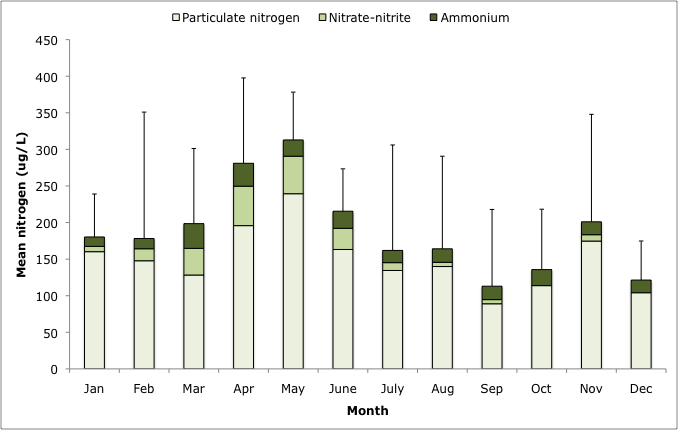 Particulate nitrogen Nitrate-nitrite Ammonium
450
400
350
300
250
200
150
100
50
0
Mean nitrogen (ug/L)
Jan Feb Mar Apr May June July Aug Sep Oct Nov Dec
Month